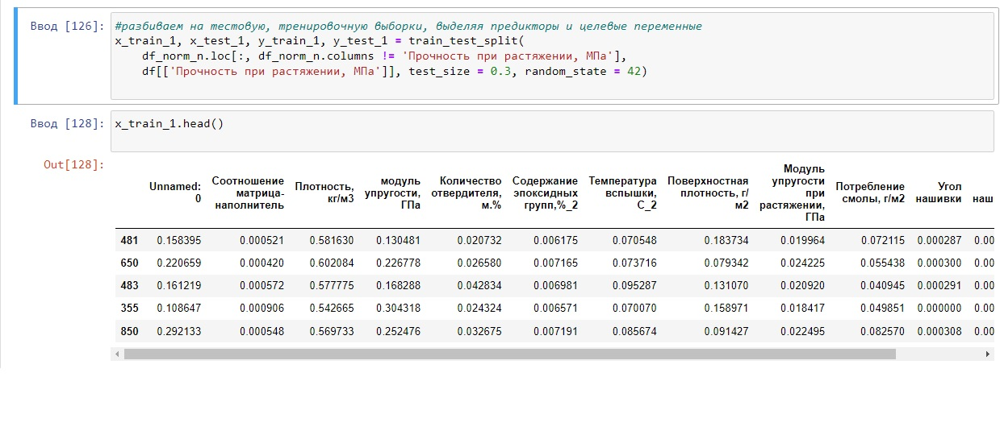 Ввод [126]: #разбиваем на тестовую, тренировочную выборки, выделяя предикторы и целевые переменные
x_train_1, x_test_1, y_train_1, y_test_1 = train_test_split(
df_norm_n.loc[:, df_norm_n.columns != 'Прочность при растяжении, МПа'],
df[['Прочность при растяжении, МПа']], test_size = 0.3, random_state = 42)
Ввод [128]: x_train_1.head()
Out[128]:
Unnamed: 0 Соотношение матрица-наполнитель Плотность, кг/м3 модуль упругости, ГПа Количество отвердителя, м.% Содержание эпоксидных групп,%_2 Температура вспышки, С_2 Поверхностная плотность, г/м2 Модуль упругости при растяжении, ГПа Потребление смолы, г/м2 Угол нашивки наш
481 0.158395 0.000521 0.581630 0.130481 0.020732 0.006175 0.070548 0.183734 0.019964 0.072115 0.000287 0.00
650 0.220659 0.000420 0.602084 0.226778 0.026580 0.007165 0.073716 0.079342 0.024225 0.055438 0.000300 0.00
483 0.161219 0.000572 0.577775 0.168288 0.042834 0.006981 0.095287 0.131070 0.020920 0.040945 0.000291 0.00
355 0.108647 0.000906 0.542665 0.304318 0.024324 0.006571 0.070070 0.158971 0.018417 0.049851 0.000000 0.00
850 0.292133 0.000548 0.569733 0.252476 0.032675 0.007191 0.085674 0.091427 0.022495 0.082570 0.000308 0.00